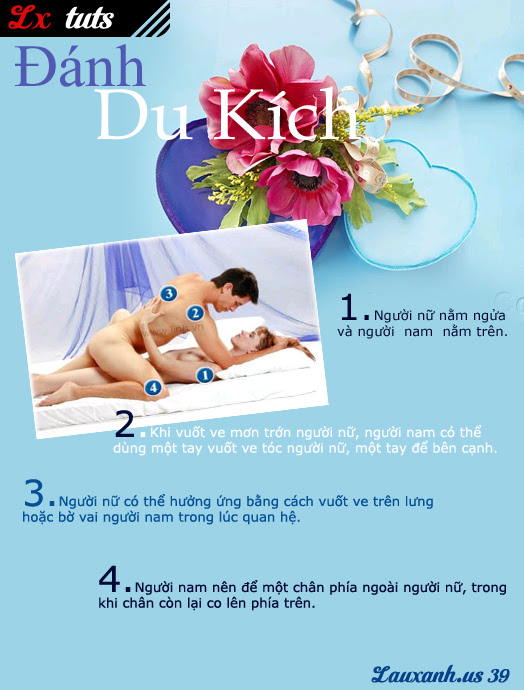 Lx tuts
Đánh
Du Kích
1. Người nữ nằm ngửa
và người nam nằm trên.
3
2
1
4
2. Khi vuốt ve mơn trớn người nữ, người nam có thể
dùng một tay vuốt ve tóc người nữ, một tay để bên cạnh.
3. Người nữ có thể hưởng ứng bằng cách vuốt ve trên lưng
hoặc bờ vai người nam trong lúc quan hệ.
4. Người nam nên để một chân phía ngoài người nữ, trong
khi chân còn lại co lên phía trên.
Lauxanh.us 39